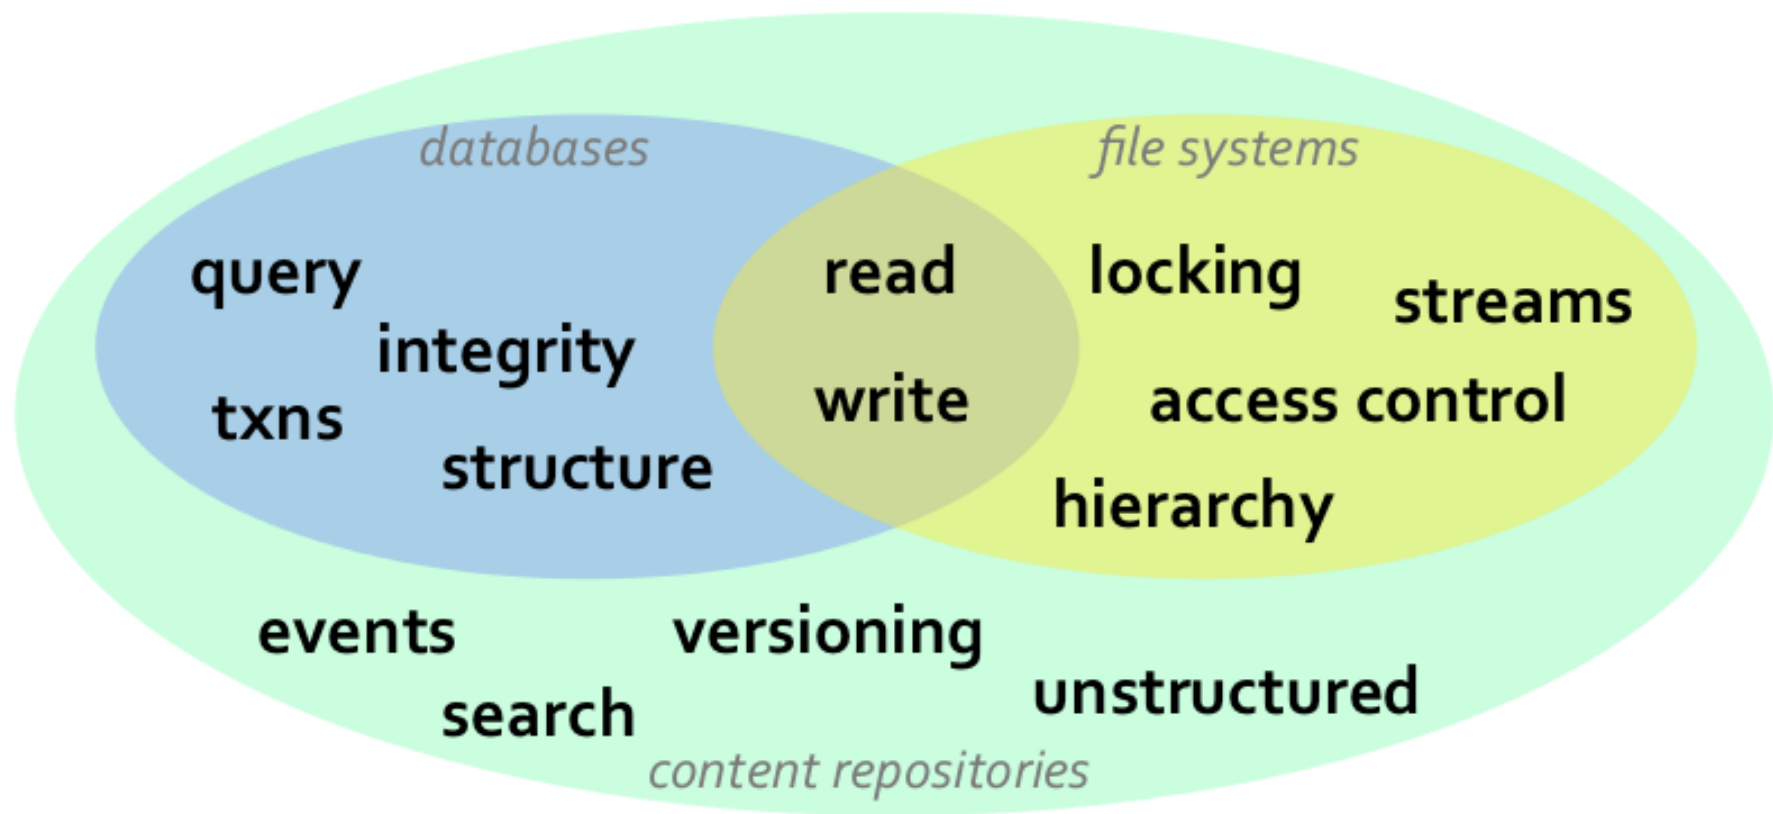 databases
file systems
query
read
locking
streams
integrity
txns
write
access control
structure
hierarchy
events
versioning
search
unstructured
content repositories